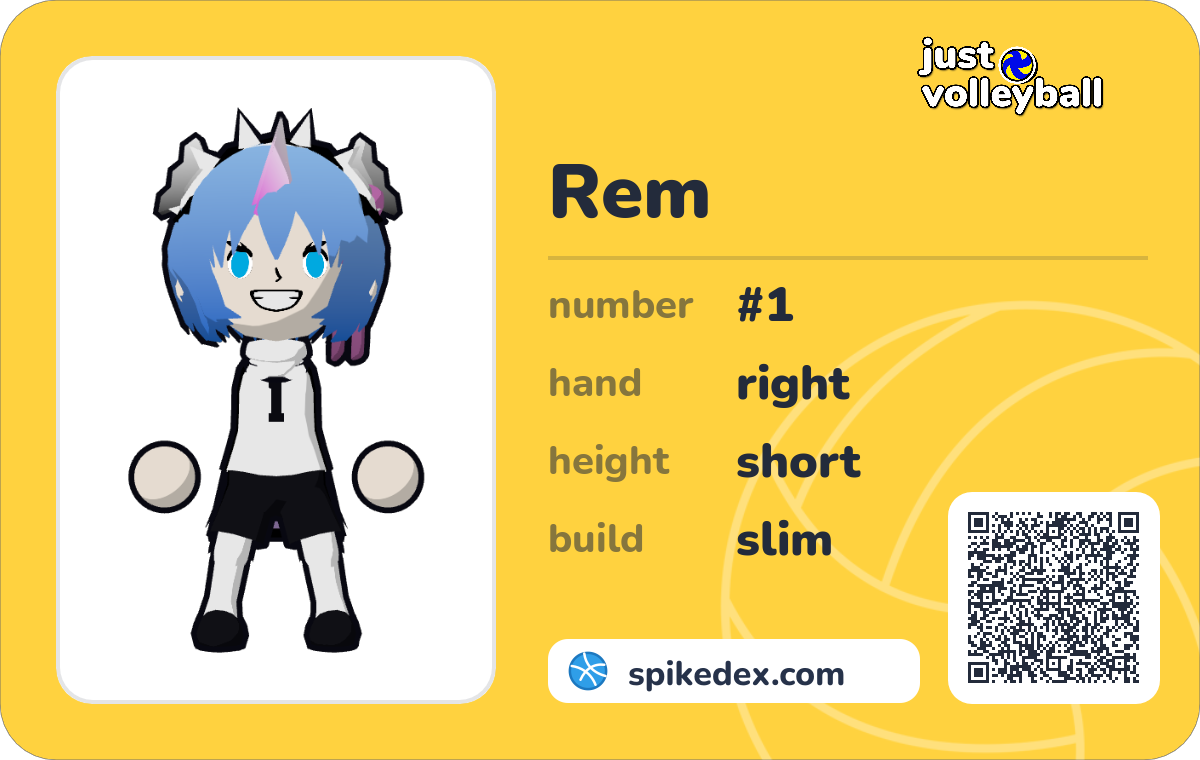 just
volleyball
Rem
number #1
hand right
height short
build slim
I
spikedex.com